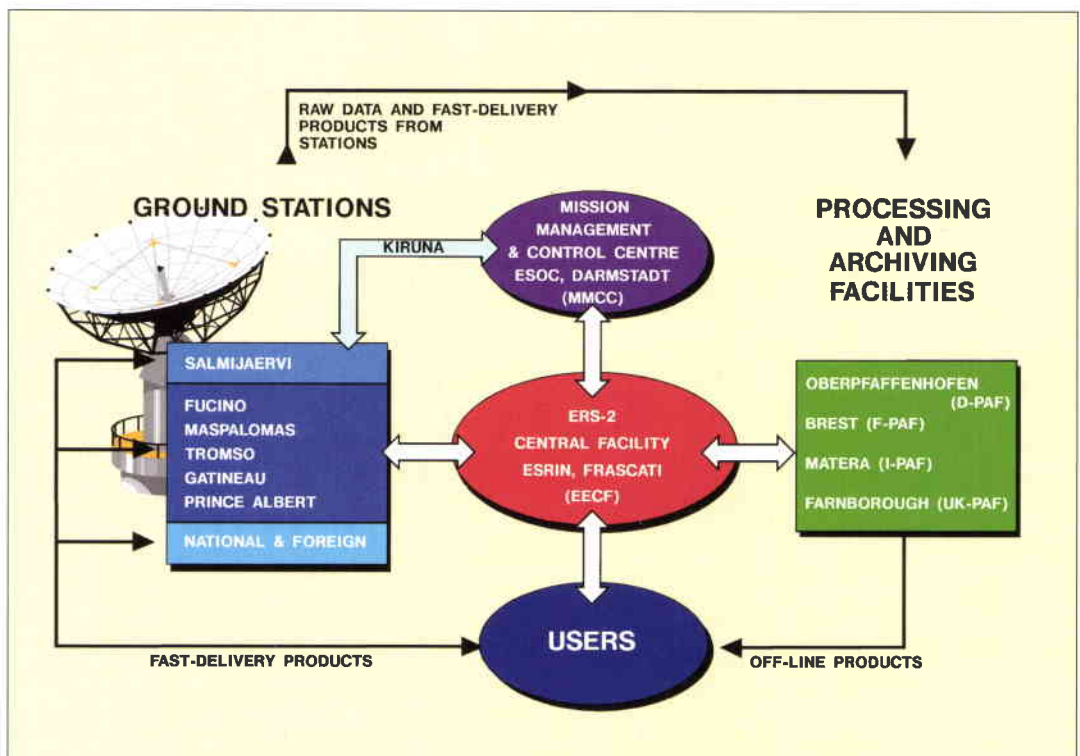 RAW DATA AND FAST-DELIVERY
PRODUCTS FROM
STATIONS
GROUND STATIONS
KIRUNA
MISSION
MANAGEMENT
& CONTROL CENTRE
ESOC, DARMSTADT
(MMCC)
PROCESSING
AND
ARCHIVING
FACILITIES
SALMIJAERVI
FUCINO
MASPALOMAS
TROMSO
GATINEAU
PRINCE ALBERT
NATIONAL & FOREIGN
ERS-2
CENTRAL FACILITY
ESRIN, FRASCATI
(EECF)
OBERPFAFFENHOFEN
(D-PAF)
BREST (F-PAF)
MATERA (I-PAF)
FARNBOROUGH (UK-PAF)
USERS
FAST-DELIVERY PRODUCTS
OFF-LINE PRODUCTS